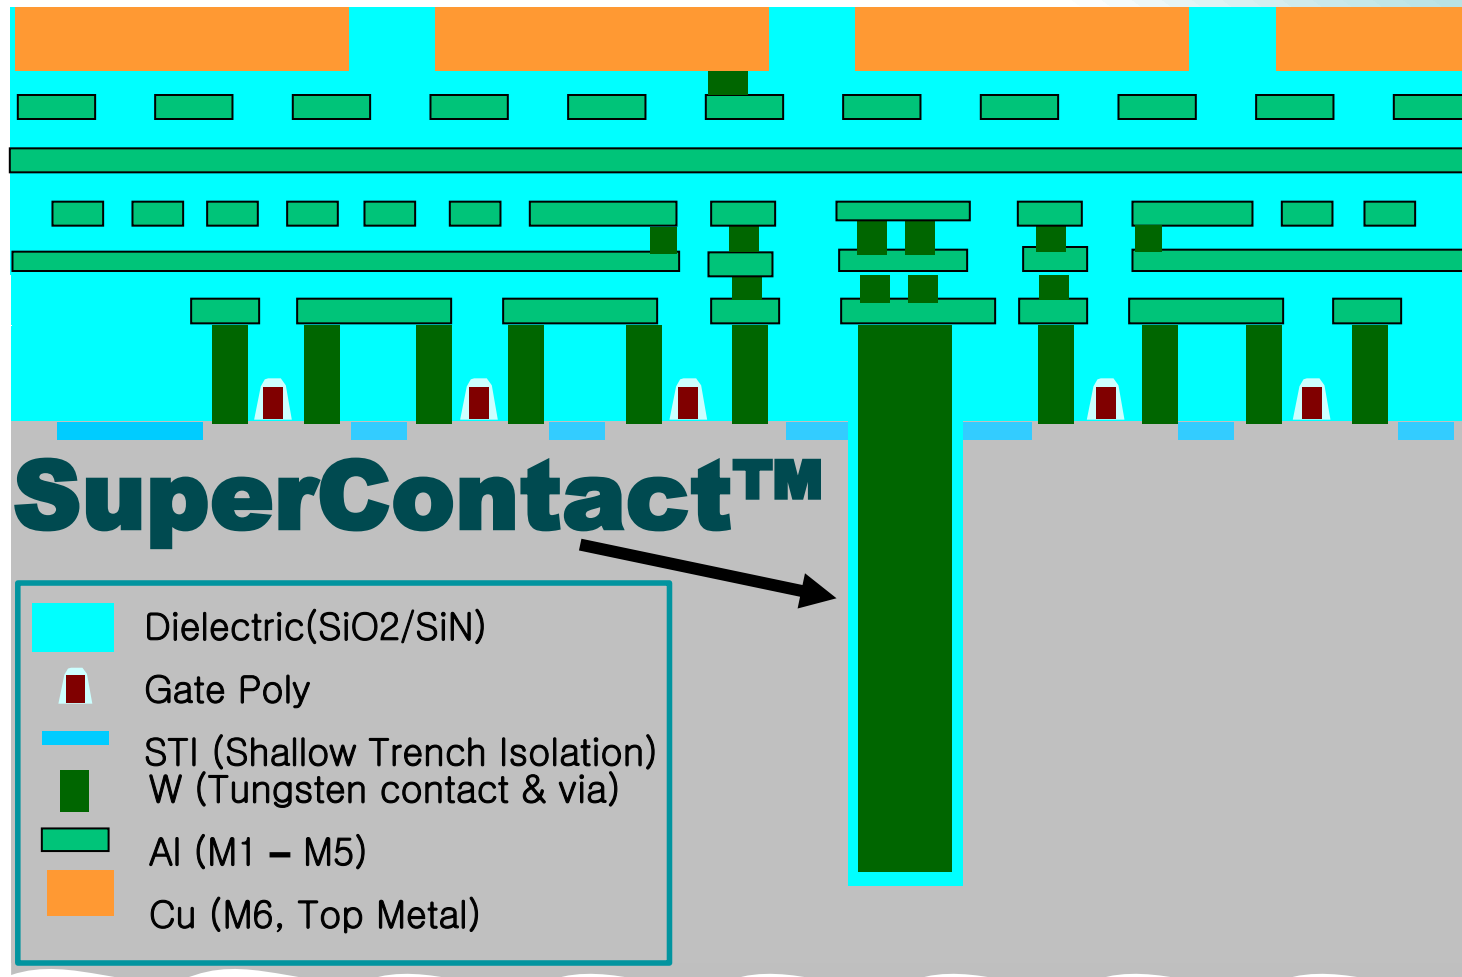 SuperContact™
Dielectric(SiO2/SiN)
Gate Poly
STI (Shallow Trench Isolation)
W (Tungsten contact & via)
Al (M1 – M5)
Cu (M6, Top Metal)